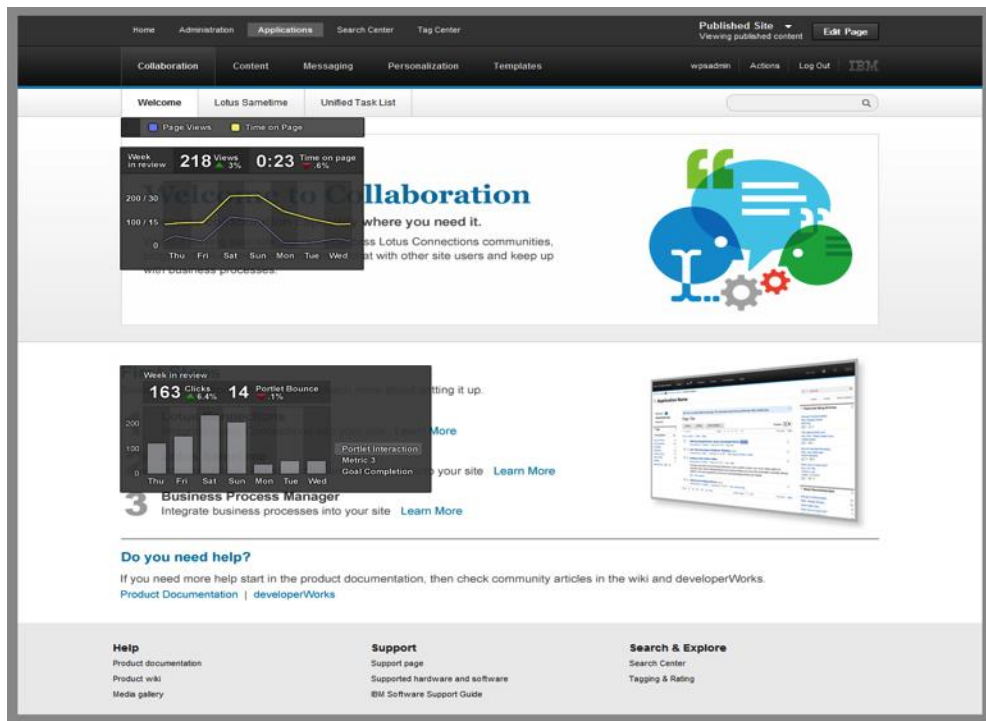 Home Administration Applications Search Center Tag Center
Published Site
Viewing published content
Edit Page
Collaboration Content Messaging Personalization Templates
wpsadmin Actions Log Out IBM
Welcome Lotus Sametime Unified Task List
Page Views Time on Page
Week in review
218 Views 3%
0:23 Time on page .6%
200 / 30
100 / 15
0
Thu Fri Sat Sun Mon Tue Wed
Welcome to Collaboration
where you need it.
ss Lotus Connections communities,
at with other site users and keep up
with business processes.
Week in review
163 Clicks 6.4%
14 Portlet Bounce .1%
200
100
0
Thu Fri Sat Sun Mon Tue Wed
Portlet Interaction
Metric 3
Goal Completion
tting it up.
More
your site Learn More
3 Business Process Manager
Integrate business processes into your site Learn More
Application Name
Do you need help?
If you need more help start in the product documentation, then check community articles in the wiki and developerWorks.
Product Documentation | developerWorks
Help
Product documentation
Product wiki
Media gallery
Support
Support page
Supported hardware and software
IBM Software Support Guide
Search & Explore
Search Center
Tagging & Rating